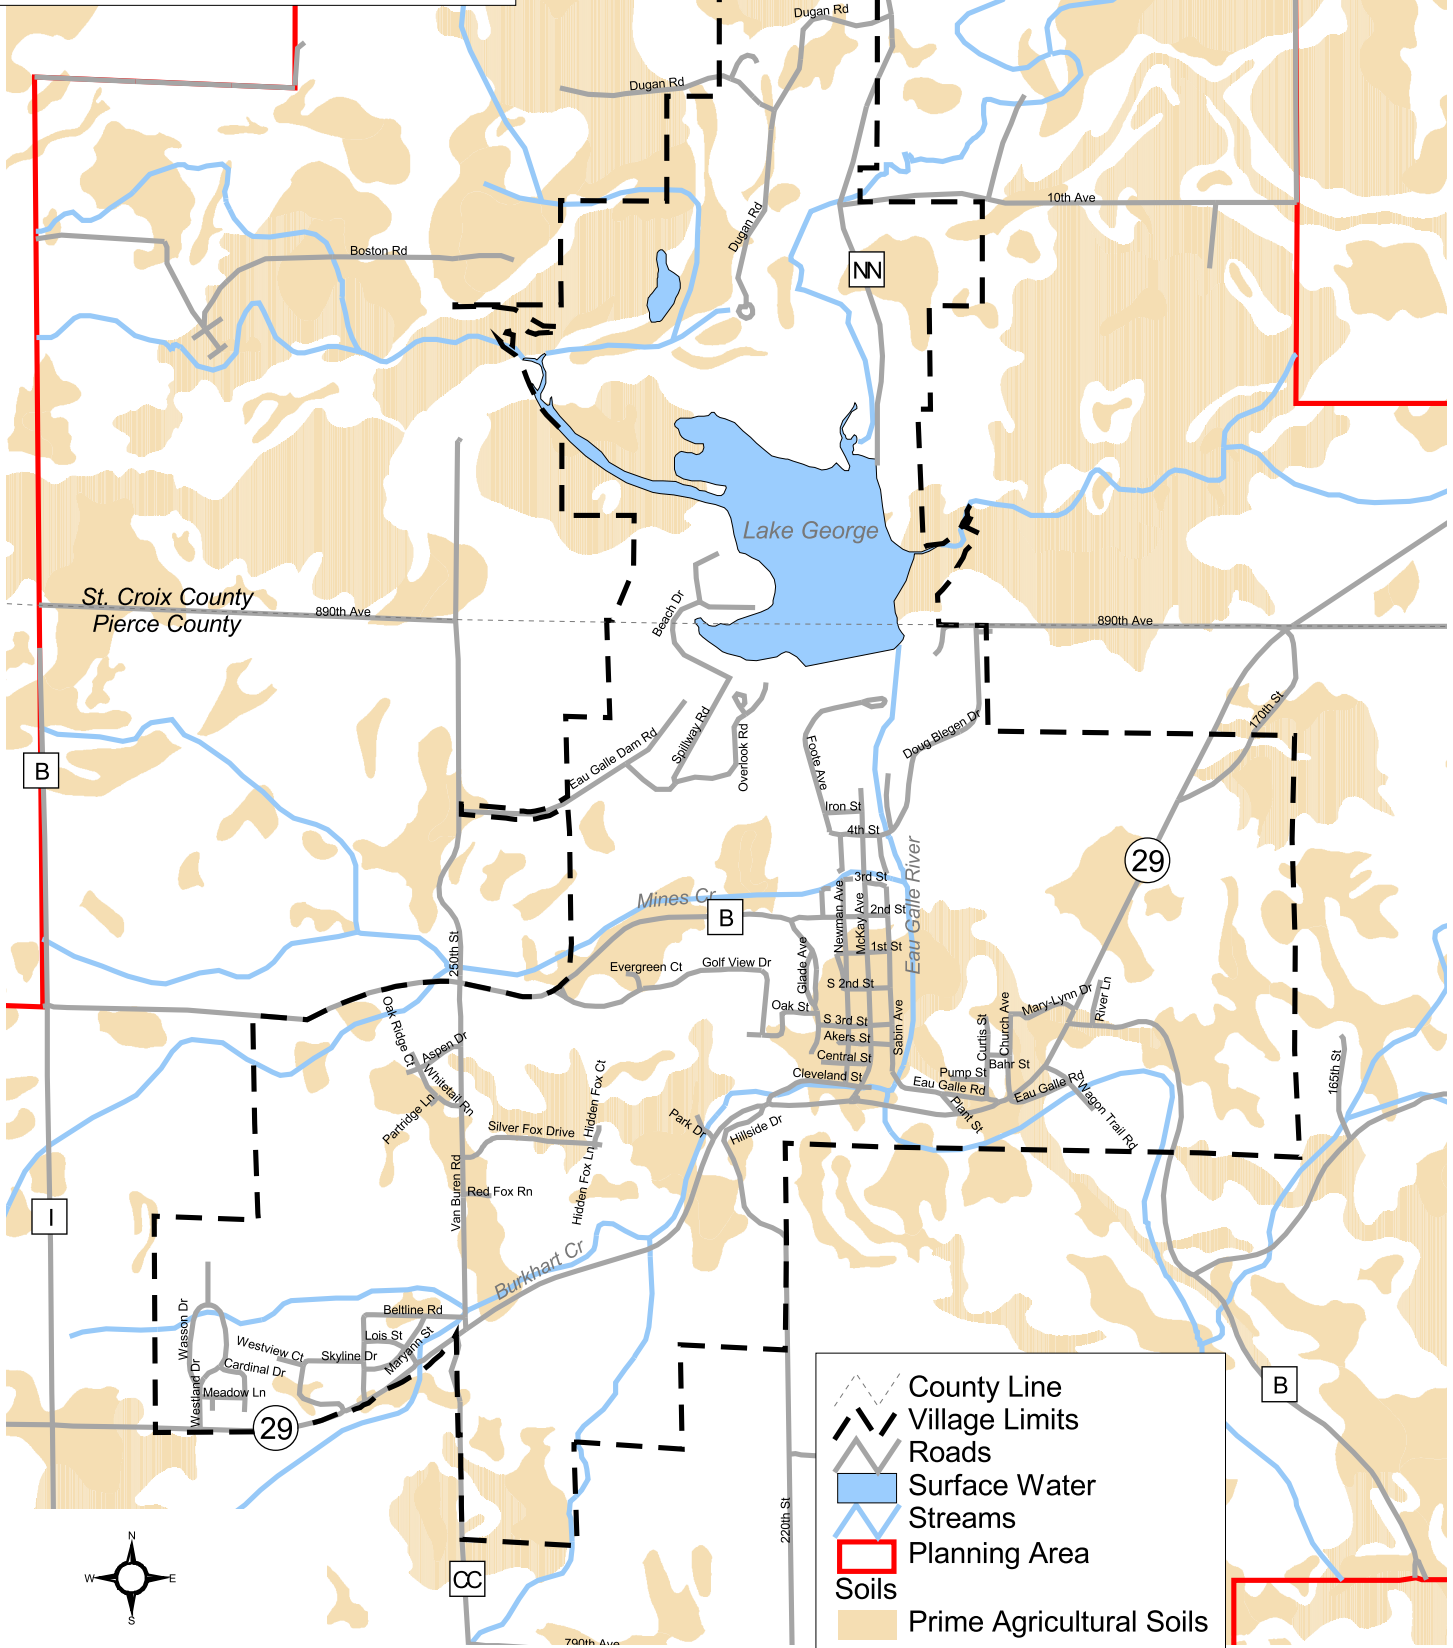 Dugan Rd
Dugan Rd
10th Ave
Dugan Rd
Boston Rd
NN
Lake George
St. Croix County
Pierce County
890th Ave
890th Ave
Beach Dr
170th St
Spillway Rd
Eau Galle Dam Rd
Overlook Rd
Foote Ave
Doug Blegen Dr
B
Iron St
4th St
29
3rd St
Eau Galle River
Mines Cr
B
Newman Ave
McKay Ave
2nd St
1st St
250th St
Evergreen Ct
Golf View Dr
Glade Ave
S 2nd St
Oak St
S 3rd St
Akers St
Sabin Ave
Central St
Cleveland St
Mary-Lynn Dr
River Ln
Curtis St
Church Ave
Bahr St
Pump St
Eau Galle Rd
Eau Galle Rd
Plant St
Wagon Trail Rd
165th St
Oak Ridge Ct
Aspen Dr
Whitetail Rn
Partridge Ln
Silver Fox Drive
Hidden Fox Ct
Hidden Fox Ln
Park Dr
Hillside Dr
Van Buren Rd
Red Fox Rn
I
Burkhart Cr
Beltline Rd
Wasson Dr
Lois St
Maryann St
Westview Ct
Skyline Dr
Cardinal Dr
Westland Dr
Meadow Ln
29
B
220th St
CC
790th Ave
N
W
E
S
County Line
Village Limits
Roads
Surface Water
Streams
Planning Area
Soils
Prime Agricultural Soils